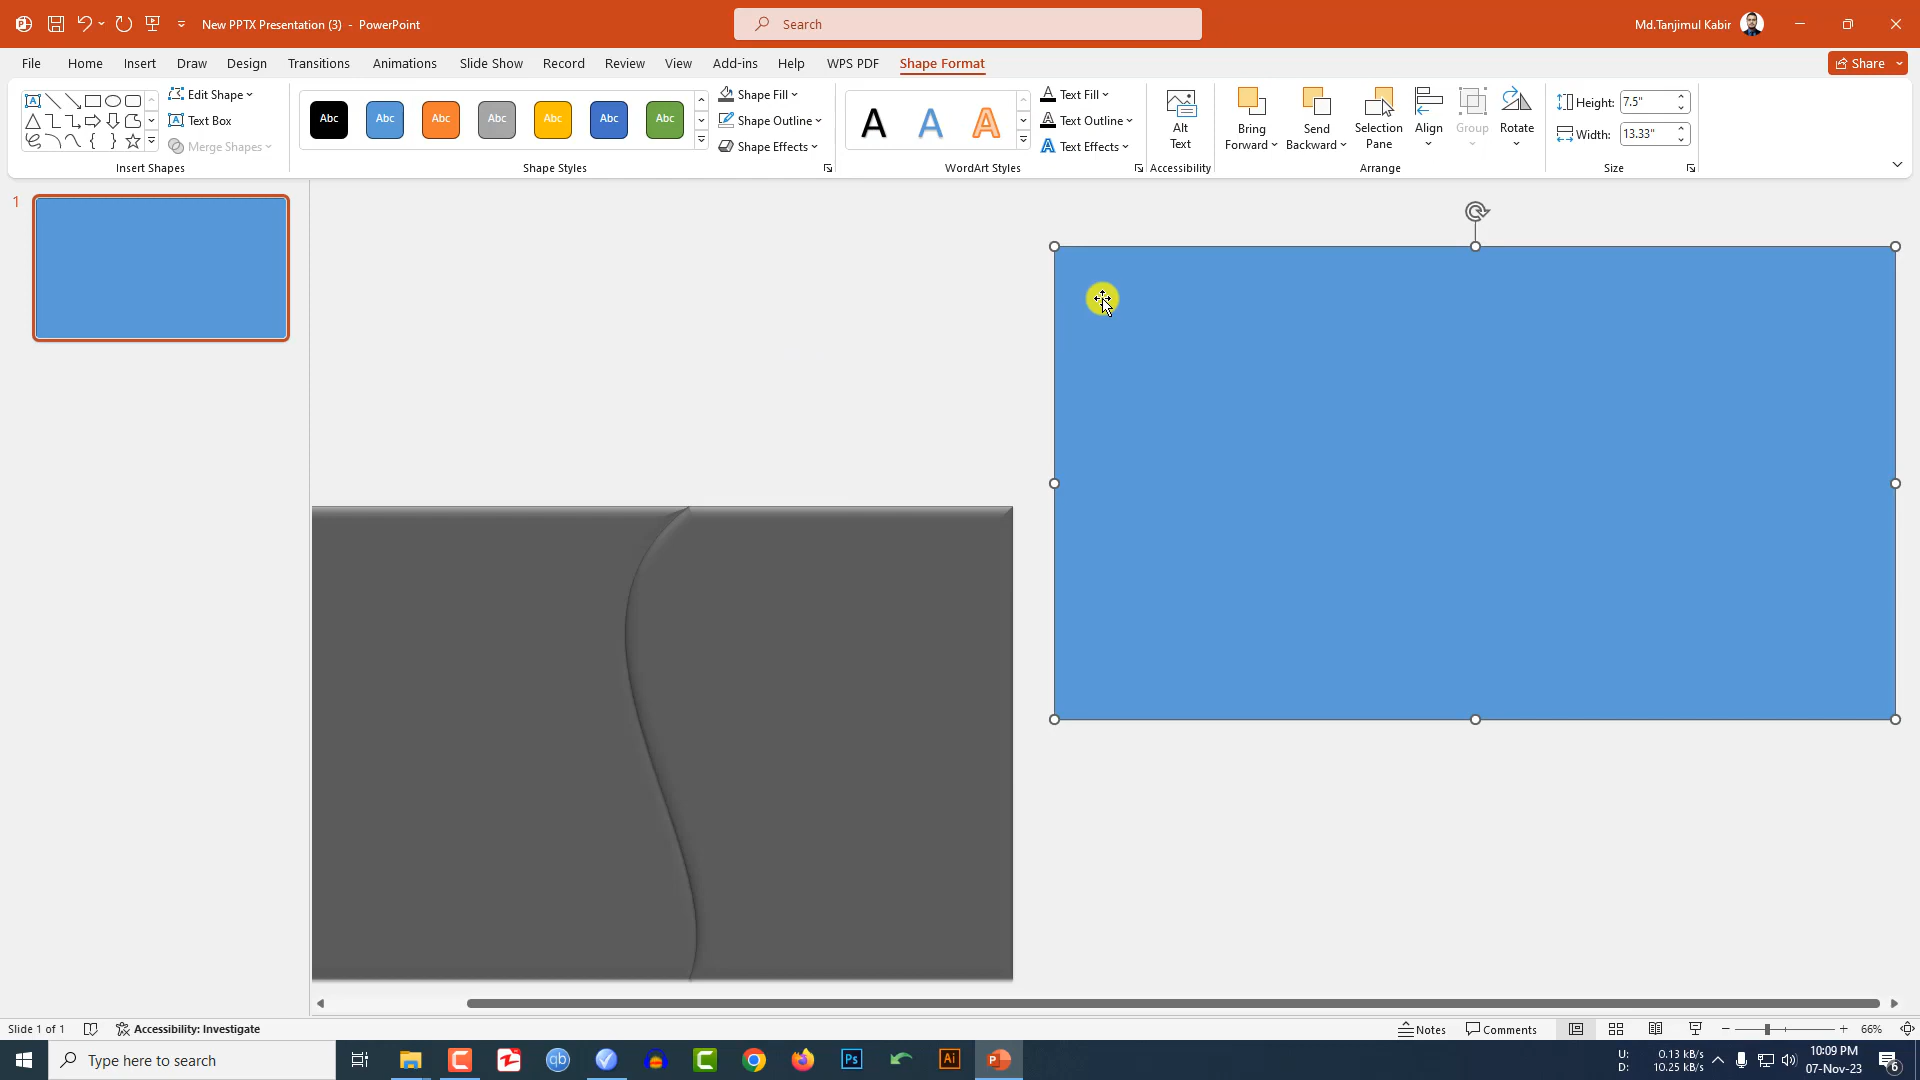 New PPTX Presentation (3) - PowerPoint
Search
Md.Tanjimul Kabir
File Home Insert Draw Design Transitions Animations Slide Show Record Review View Add-ins Help WPS PDF Shape Format
Share
Edit Shape
Text Box
Merge Shapes
Insert Shapes
Abc Abc Abc Abc Abc Abc Abc
Shape Fill
Shape Outline
Shape Effects
Shape Styles
A A A
Text Fill
Text Outline
Text Effects
WordArt Styles
Alt
Text
Accessibility
Bring
Forward
Send
Backward
Selection
Pane
Align
Group
Rotate
Arrange
Height: 7.5"
Width: 13.33"
Size
1
Slide 1 of 1
Accessibility: Investigate
Notes
Comments
66%
Type here to search
qb
Ps
Ai
U: 0.13 kB/s
D: 10.25 kB/s
10:09 PM
07-Nov-23
6